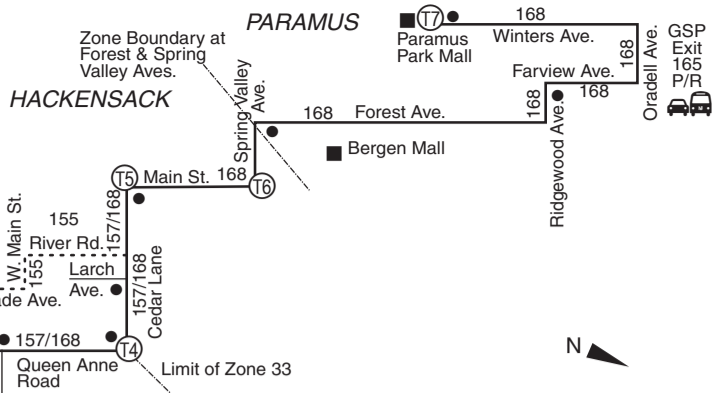 PARAMUS
T7
168
Winters Ave.
Paramus
Park Mall
168
Oradell Ave.
GSP
Exit
165
P/R
Zone Boundary at
Forest & Spring
Valley Aves.
Farview Ave.
168
HACKENSACK
Spring Valley
Ave.
168
Forest Ave.
168
Ridgewood Ave.
Bergen Mall
T5
Main St.
168
T6
W. Main St.
155
River Rd.
157/168
155
Larch
Ave.
157/168
Cedar Lane
ade Ave.
157/168
T4
Queen Anne
Road
Limit of Zone 33
N